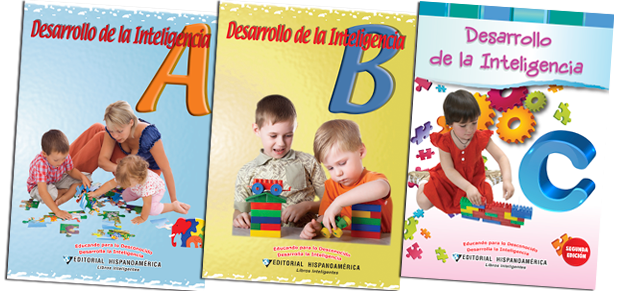 Desarrollo de la Inteligencia
A
Educando para lo Desconocido
Desarrolla la Inteligencia
EDITORIAL HISPANOAMÉRICA
Libros Inteligentes
Desarrollo de la Inteligencia
B
Educando para lo Desconocido
Desarrolla la Inteligencia
EDITORIAL HISPANOAMÉRICA
Libros Inteligentes
Desarrollo
de la Inteligencia
C
Educando para lo Desconocido
Desarrolla la Inteligencia
EDITORIAL HISPANOAMÉRICA
Libros Inteligentes
SEGUNDA
EDICIÓN